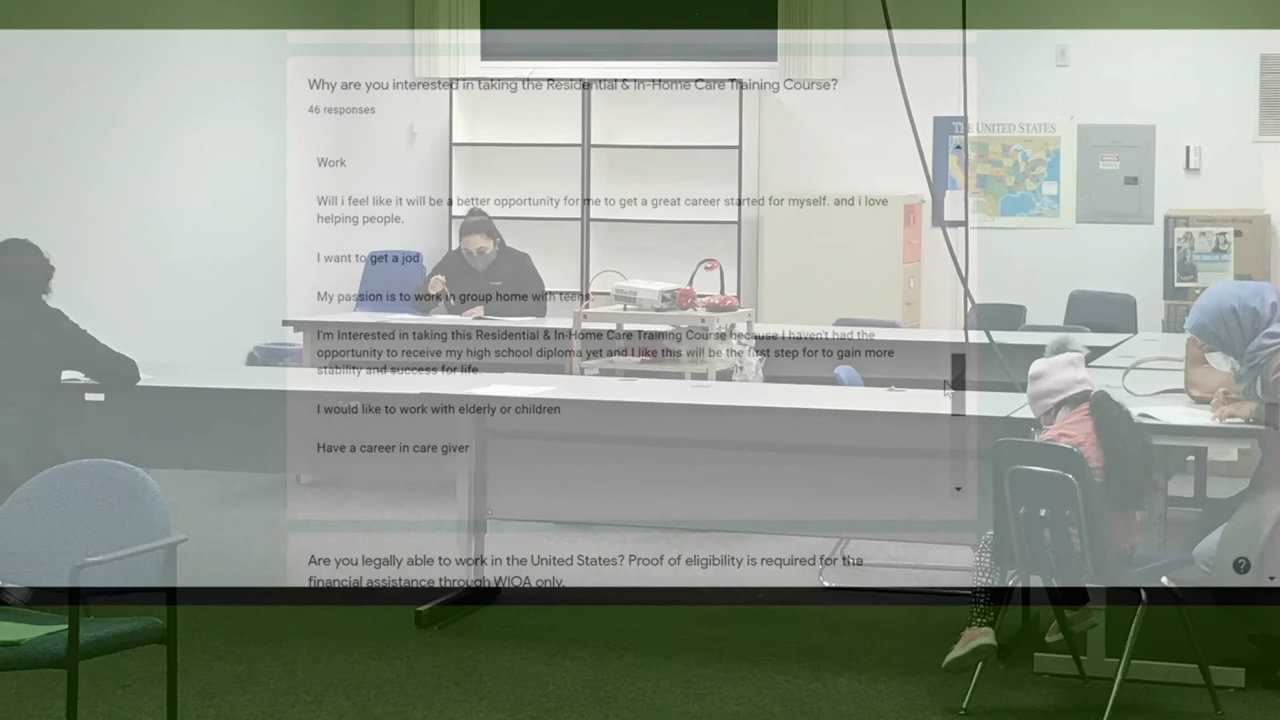 Why are you interested in taking the Residential & In-Home Care Training Course?
46 responses
Work
Will i feel like it will be a better opportunity for me to get a great career started for myself. and i love
helping people.
I want to get a jod
My passion is to work in group home with teens.
I'm Interested in taking this Residential & In-Home Care Training Course because I haven't had the
opportunity to receive my high school diploma yet and I like this will be the first step for to gain more
stability and success for life.
I would like to work with elderly or children
Have a career in care giver
Are you legally able to work in the United States? Proof of eligibility is required for the
financial assistance through WIOA only.
THE UNITED STATES